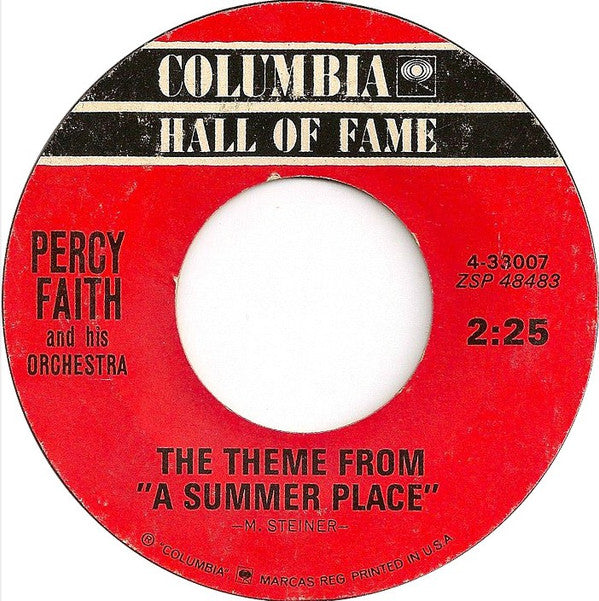 COLUMBIA
HALL OF FAME
PERCY
FAITH
and his
ORCHESTRA
4-33007
ZSP 48483
2:25
THE THEME FROM
"A SUMMER PLACE"
-M. STEINER-
® "COLUMBIA" MARCAS REG. PRINTED IN U.S.A.